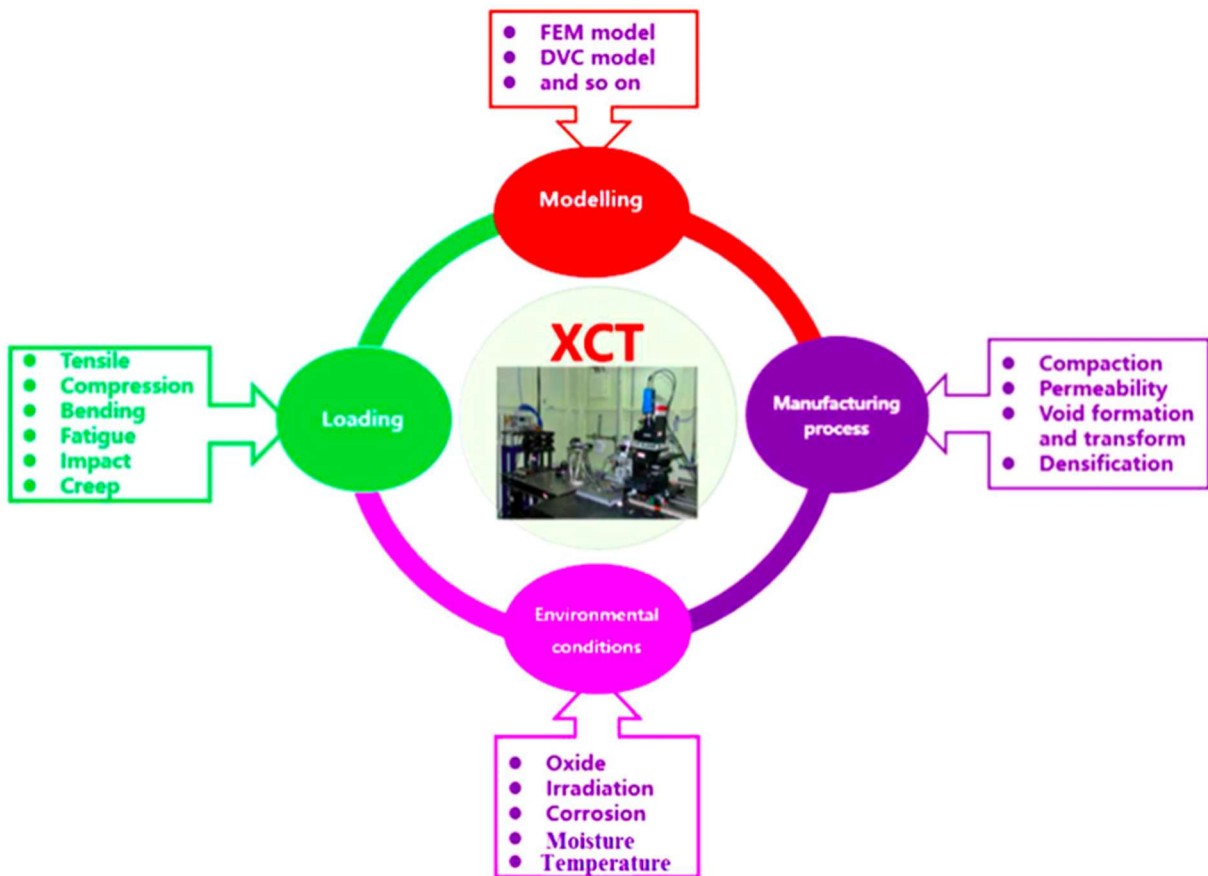 FEM model
DVC model
and so on
Modelling
XCT
Tensile
Compression
Bending
Fatigue
Impact
Creep
Loading
Manufacturing
process
Compaction
Permeability
Void formation
and transform
Densification
Environmental
conditions
Oxide
Irradiation
Corrosion
Moisture
Temperature